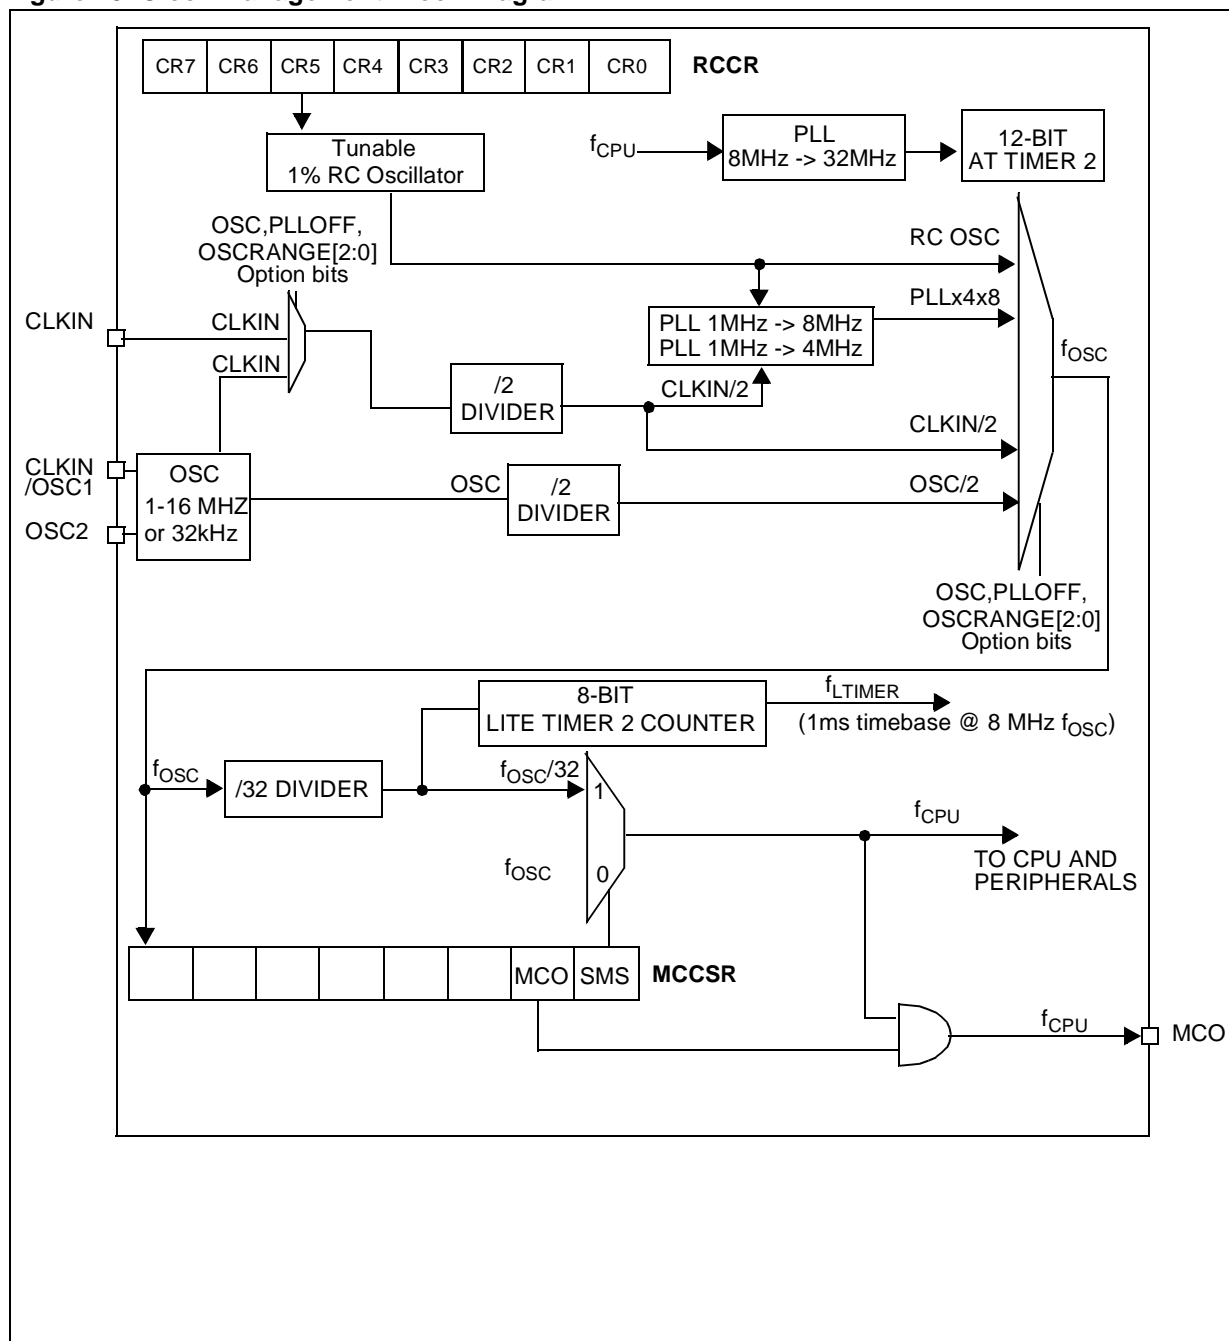 CR7 CR6 CR5 CR4 CR3 CR2 CR1 CR0 RCCR
Tunable
1% RC Oscillator
fCPU
PLL
8MHz -> 32MHz
12-BIT
AT TIMER 2
OSC,PLLOFF,
OSCRANGE[2:0]
Option bits
RC OSC
PLLx4x8
CLKIN
CLKIN
CLKIN
PLL 1MHz -> 8MHz
PLL 1MHz -> 4MHz
fOSC
/2
DIVIDER
CLKIN/2
CLKIN/2
CLKIN
/OSC1
OSC2
OSC
1-16 MHZ
or 32kHz
OSC
/2
DIVIDER
OSC/2
OSC,PLLOFF,
OSCRANGE[2:0]
Option bits
8-BIT
LITE TIMER 2 COUNTER
fLTIMER
(1ms timebase @ 8 MHz fOSC)
fOSC
/32 DIVIDER
fOSC/32
1
fOSC
0
fCPU
TO CPU AND
PERIPHERALS
MCO SMS MCCSR
fCPU
MCO